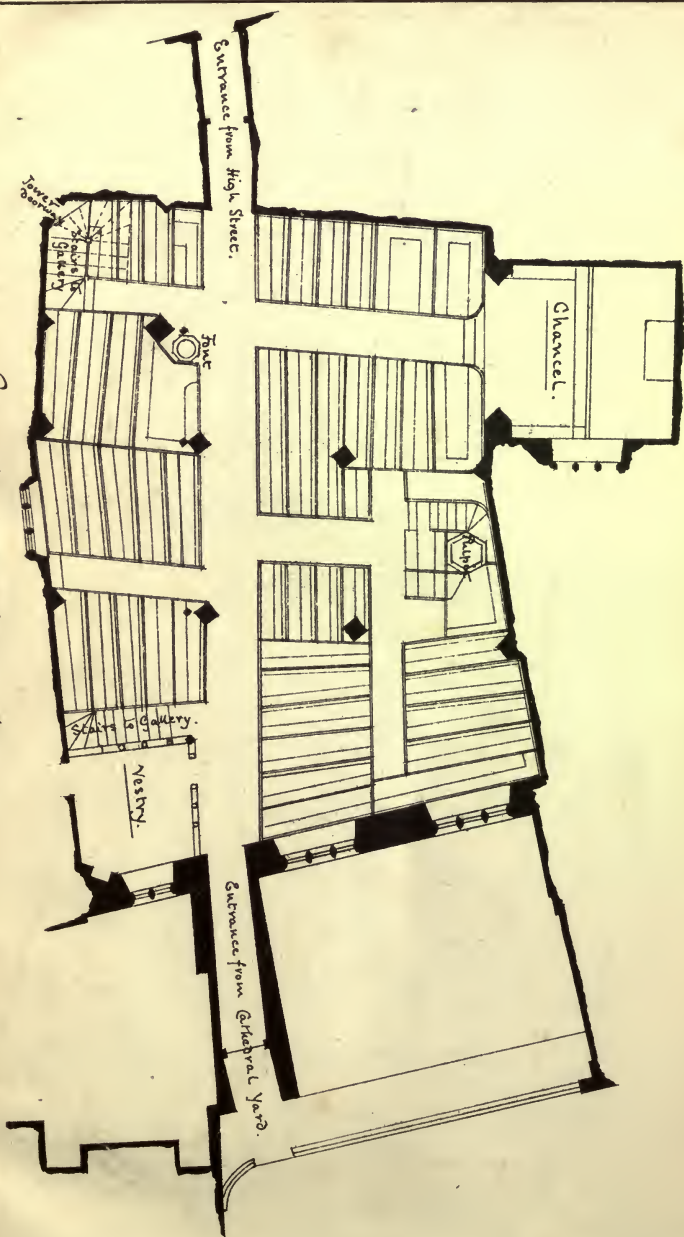 Entrance from High Street.
Tower
Doorway
Stairs to
Gallery
Font
Chancel.
Pulpit
Stairs to Gallery.
Vestry.
Entrance from Cathedral Yard.